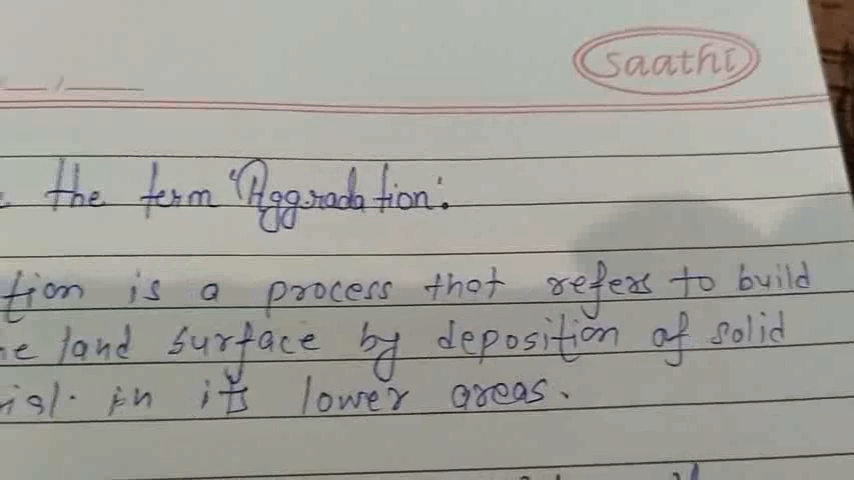 saathi
the term "Aggradation".
tion is a process that refers to build
land surface by deposition of solid
in its lower areas.